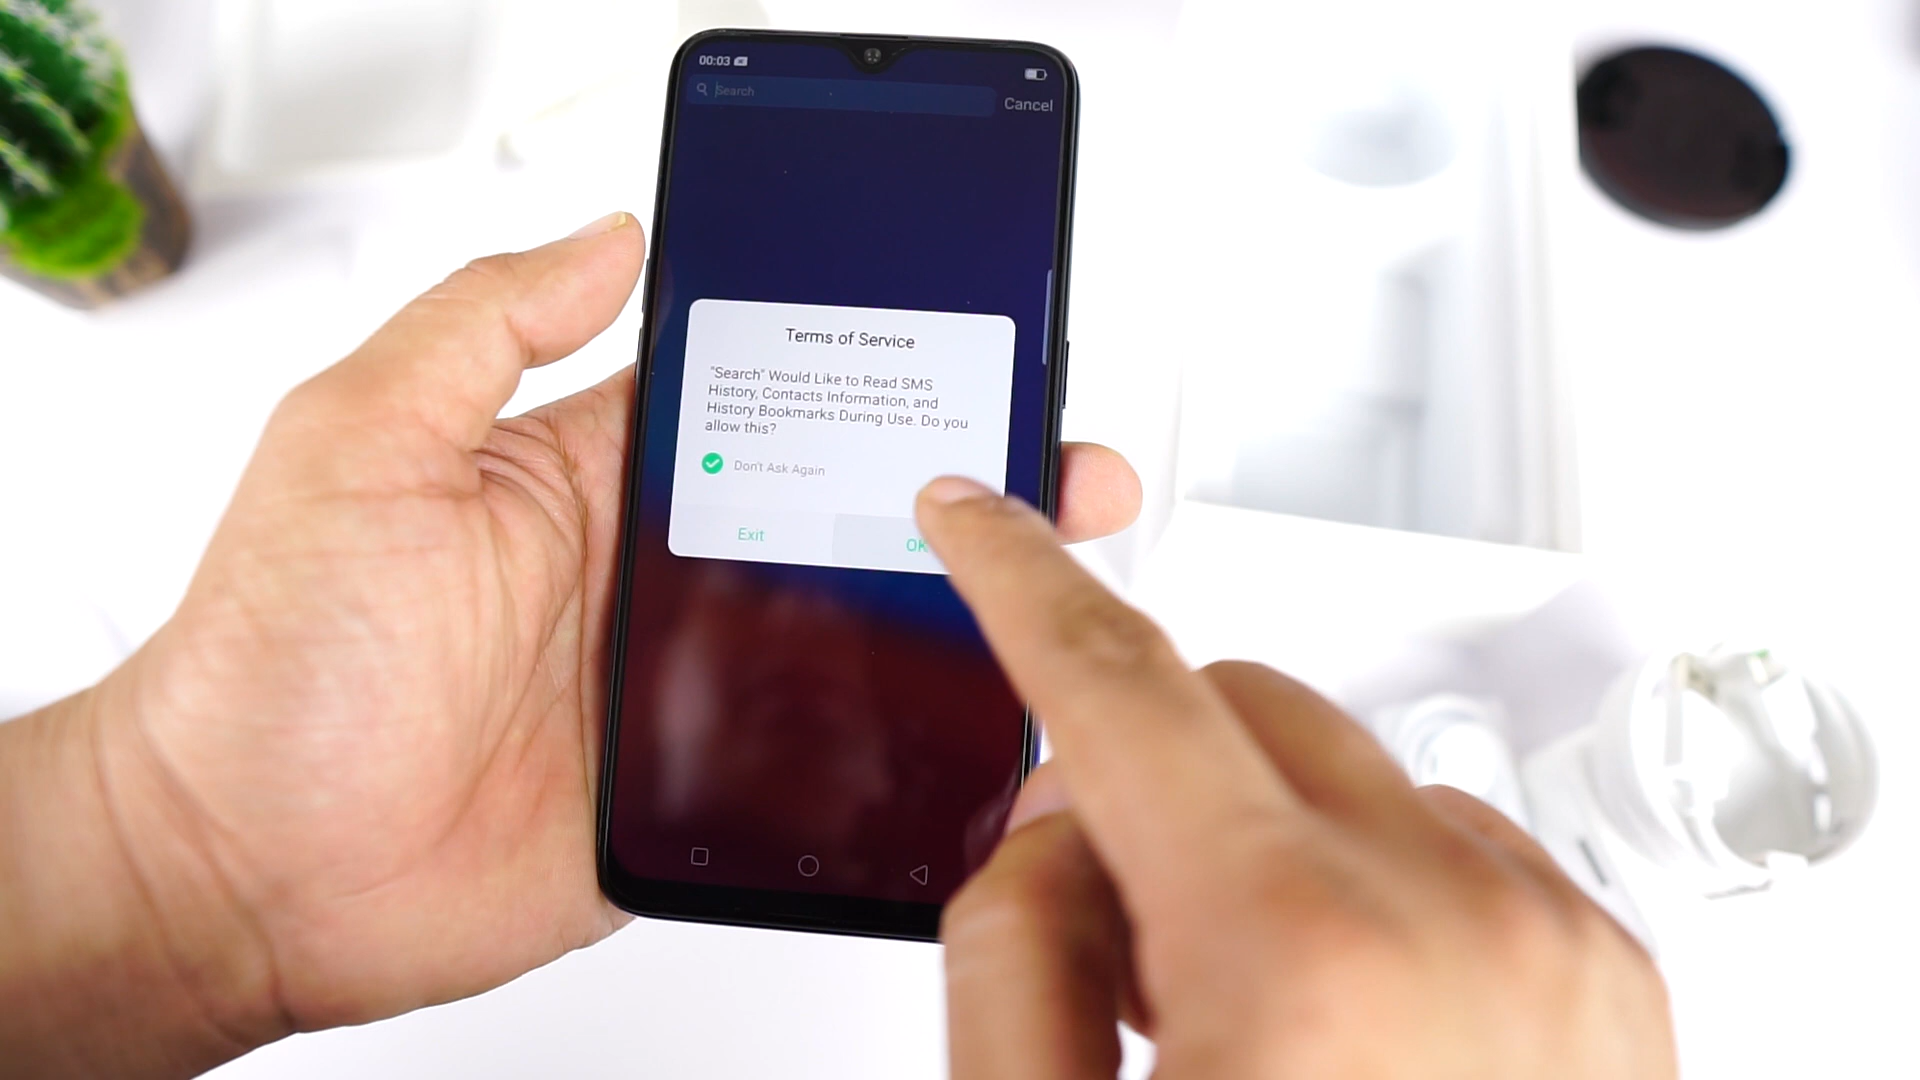 00:03
Search
Cancel
Terms of Service
"Search" Would Like to Read SMS
History, Contacts Information, and
History Bookmarks During Use. Do you
allow this?
Don't Ask Again
Exit
OK